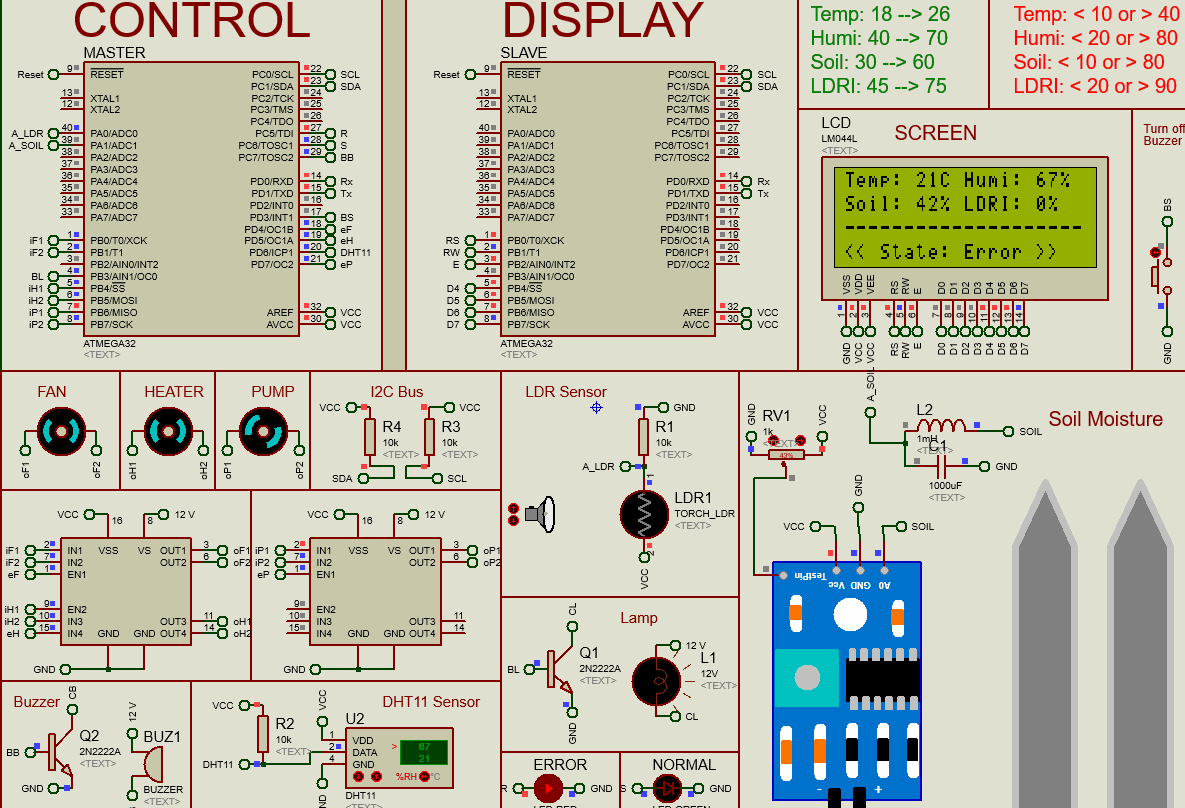 CONTROL
MASTER
Reset 9 RESET
13 XTAL1
12 XTAL2
A_LDR 40 PA0/ADC0
A_SOIL 39 PA1/ADC1
38 PA2/ADC2
37 PA3/ADC3
36 PA4/ADC4
35 PA5/ADC5
34 PA6/ADC6
33 PA7/ADC7
iF1 1 PB0/T0/XCK
iF2 2 PB1/T1
3 PB2/AIN0/INT2
BL 4 PB3/AIN1/OC0
iH1 5 PB4/SS
iH2 6 PB5/MOSI
iP1 7 PB6/MISO
iP2 8 PB7/SCK
PC0/SCL 22 SCL
PC1/SDA 23 SDA
PC2/TCK 24
PC3/TMS 25
PC4/TDO 26
PC5/TDI 27 R
PC6/TOSC1 28 S
PC7/TOSC2 29 BB
PD0/RXD 14 Rx
PD1/TXD 15 Tx
PD2/INT0 16
PD3/INT1 17 BS
PD4/OC1B 18 eF
PD5/OC1A 19 eH
PD6/ICP1 20 DHT11
PD7/OC2 21 eP
AREF 32 VCC
AVCC 30 VCC
ATMEGA32
<TEXT>
DISPLAY
SLAVE
Reset 9 RESET
13 XTAL1
12 XTAL2
40 PA0/ADC0
39 PA1/ADC1
38 PA2/ADC2
37 PA3/ADC3
36 PA4/ADC4
35 PA5/ADC5
34 PA6/ADC6
33 PA7/ADC7
RS 1 PB0/T0/XCK
RW 2 PB1/T1
E 3 PB2/AIN0/INT2
4 PB3/AIN1/OC0
D4 5 PB4/SS
D5 6 PB5/MOSI
D6 7 PB6/MISO
D7 8 PB7/SCK
PC0/SCL 22 SCL
PC1/SDA 23 SDA
PC2/TCK 24
PC3/TMS 25
PC4/TDO 26
PC5/TDI 27
PC6/TOSC1 28
PC7/TOSC2 29
PD0/RXD 14 Rx
PD1/TXD 15 Tx
PD2/INT0 16
PD3/INT1 17
PD4/OC1B 18
PD5/OC1A 19
PD6/ICP1 20
PD7/OC2 21
AREF 32 VCC
AVCC 30 VCC
ATMEGA32
<TEXT>
Temp: 18 --> 26
Humi: 40 --> 70
Soil: 30 --> 60
LDRI: 45 --> 75
Temp: < 10 or > 40
Humi: < 20 or > 80
Soil: < 10 or > 80
LDRI: < 20 or > 90
LCD
LM044L
<TEXT>
SCREEN
Temp: 21C Humi: 67%
Soil: 42% LDRI: 0%
--------------------
<< State: Error >>
VSS VDD VEE RS RW E D0 D1 D2 D3 D4 D5 D6 D7
1 2 3 4 5 6 7 8 9 10 11 12 13 14
GND VCC VCC RS RW E D0 D1 D2 D3 D4 D5 D6 D7
Turn off
Buzzer
BS
GND
FAN
oF1 oF2
HEATER
oH1 oH2
PUMP
oP1 oP2
I2C Bus
VCC VCC
R4
10k
<TEXT>
R3
10k
<TEXT>
SDA SCL
LDR Sensor
GND
R1
10k
<TEXT>
A_LDR
1
LDR1
TORCH_LDR
<TEXT>
2
VCC
Soil Moisture
GND
RV1
1k
<TEXT>
VCC
43%
A_SOIL
L2
1mH
<TEXT>
SOIL
C1
1000uF
<TEXT>
GND
GND
VCC SOIL
TestPin Vcc GND A0
- +
VCC 16 8 12 V
iF1 2 IN1
iF2 7 IN2
eF 1 EN1
iH1 9 EN2
iH2 10 IN3
eH 15 IN4
VSS VS
OUT1 3 oF1
OUT2 6 oF2
OUT3 11 oH1
OUT4 14 oH2
GND GND
GND
VCC 16 8 12 V
iP1 2 IN1
iP2 7 IN2
eP 1 EN1
9 EN2
10 IN3
15 IN4
VSS VS
OUT1 3 oP1
OUT2 6 oP2
OUT3 11
OUT4 14
GND GND
GND
Lamp
CL
BL
Q1
2N2222A
<TEXT>
GND
12 V
L1
12V
<TEXT>
CL
Buzzer
CB
BB
Q2
2N2222A
<TEXT>
GND
12 V
BUZ1
BUZZER
<TEXT>
DHT11 Sensor
VCC
R2
10k
<TEXT>
DHT11
VCC
U2
1 VDD
2 DATA
4 GND
> 67
21
%RH °C
DHT11
<TEXT>
GND
ERROR
R GND
NORMAL
S GND